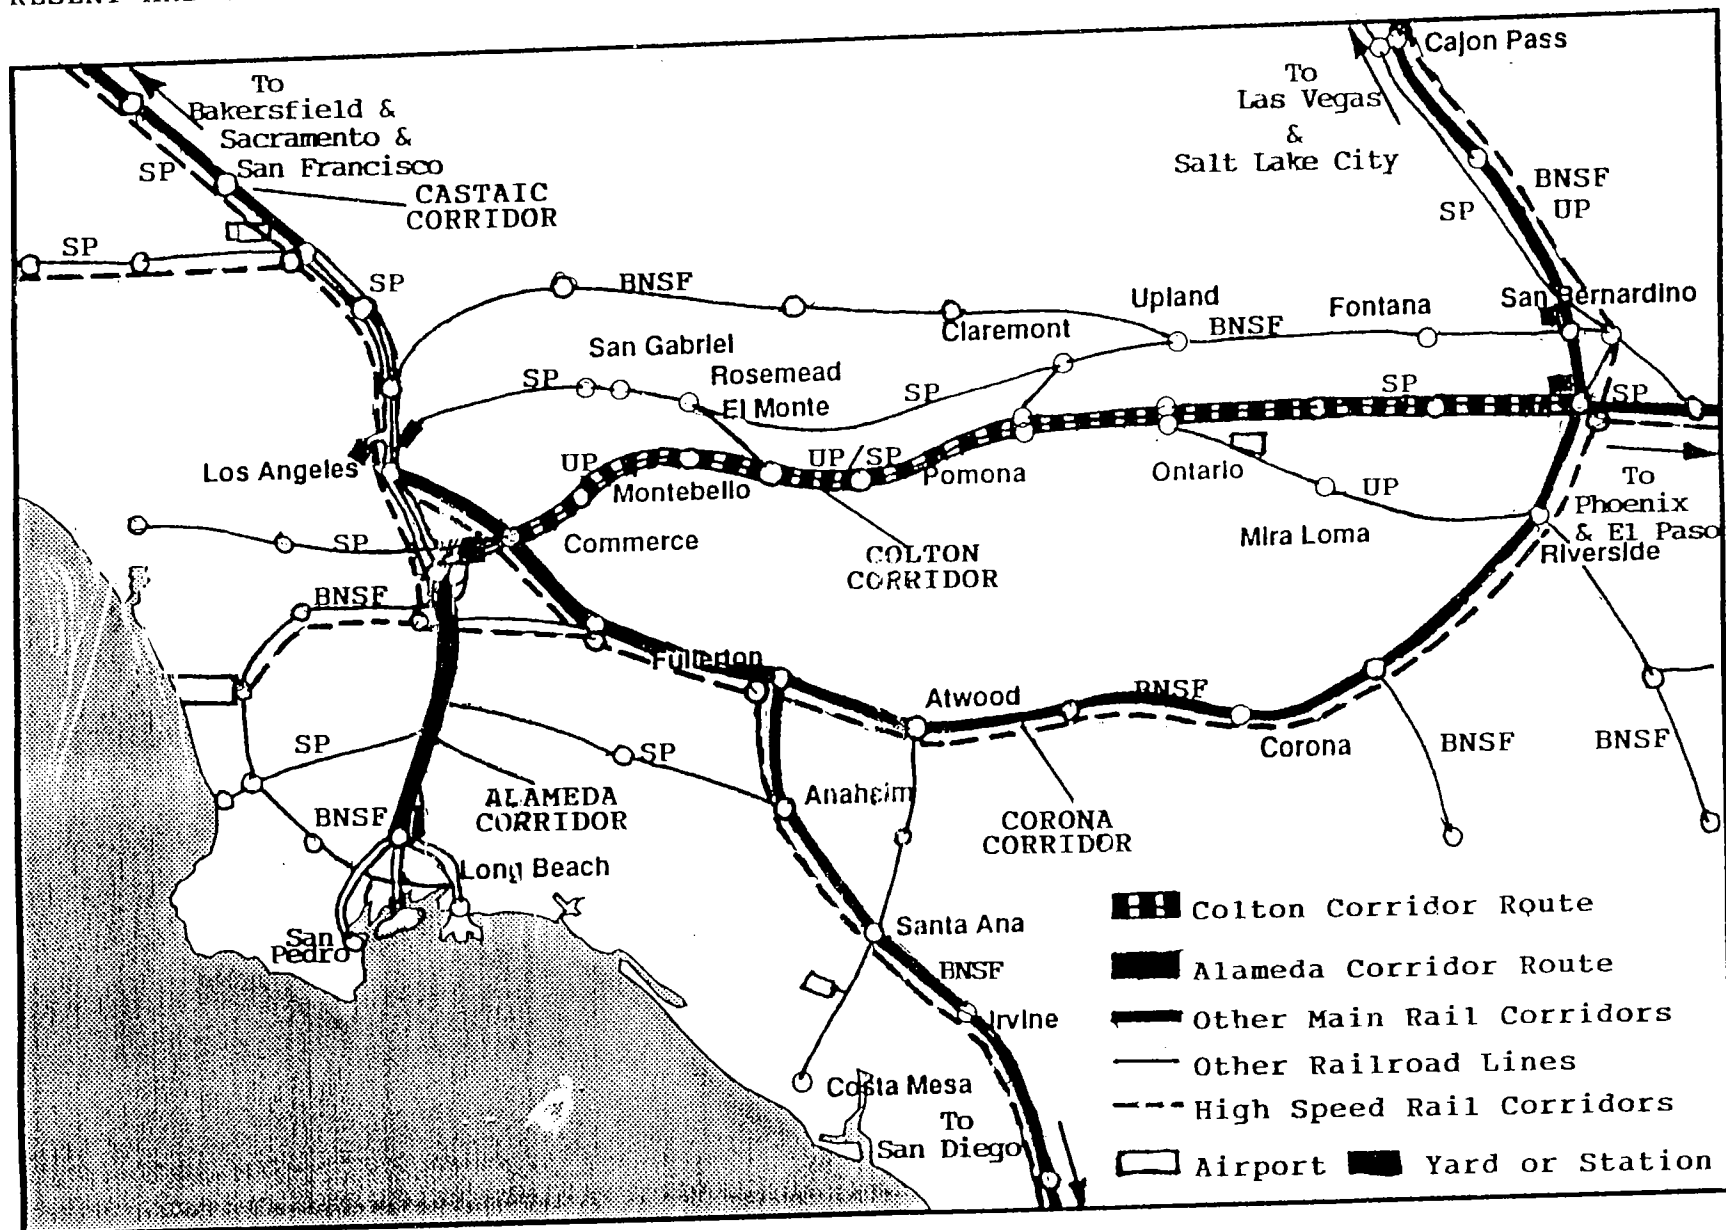 Cajon Pass
To
Las Vegas
&
Salt Lake City
BNSF
UP
SP
To
Bakersfield &
Sacramento &
San Francisco
SP
CASTAIC
CORRIDOR
SP
SP
BNSF
Claremont
Upland
BNSF
Fontana
San Bernardino
San Gabriel
SP
Rosemead
El Monte
SP
SP
SP
Los Angeles
UP
Montebello
UP/SP
Pomona
Ontario
UP
Mira Loma
To
Phoenix
& El Paso
Riverside
SP
Commerce
COLTON
CORRIDOR
BNSF
Fullerton
Atwood
BNSF
Corona
BNSF
BNSF
SP
SP
Anaheim
ALAMEDA
CORRIDOR
BNSF
CORONA
CORRIDOR
Long Beach
San
Pedro
Santa Ana
BNSF
Irvine
Costa Mesa
To
San Diego
Colton Corridor Route
Alameda Corridor Route
Other Main Rail Corridors
Other Railroad Lines
High Speed Rail Corridors
Airport
Yard or Station